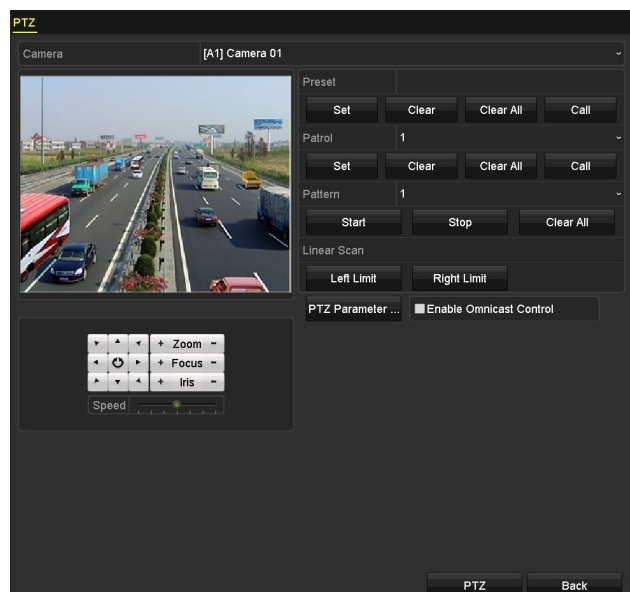 PTZ
Camera [A1] Camera 01
Preset
Set Clear Clear All Call
Patrol 1
Set Clear Clear All Call
Pattern 1
Start Stop Clear All
Linear Scan
Left Limit Right Limit
PTZ Parameter ... Enable Omnicast Control
+ Zoom -
+ Focus -
+ Iris -
Speed
PTZ Back